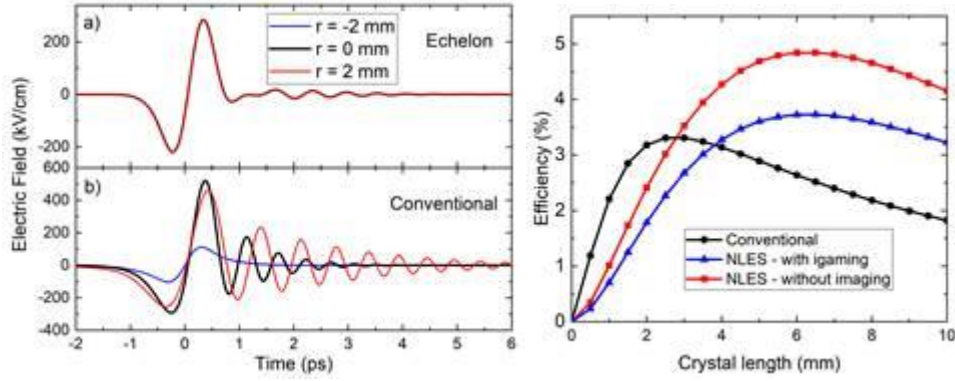 a)
r = -2 mm
r = 0 mm
r = 2 mm
Echelon
200
0
-200
Electric Field (kV/cm)
600
b)
Conventional
400
200
0
-200
-400
-2 -1 0 1 2 3 4 5 6
Time (ps)
Efficiency (%)
5
4
3
2
1
0
Conventional
NLES - with igaming
NLES - without imaging
0 2 4 6 8 10
Crystal length (mm)